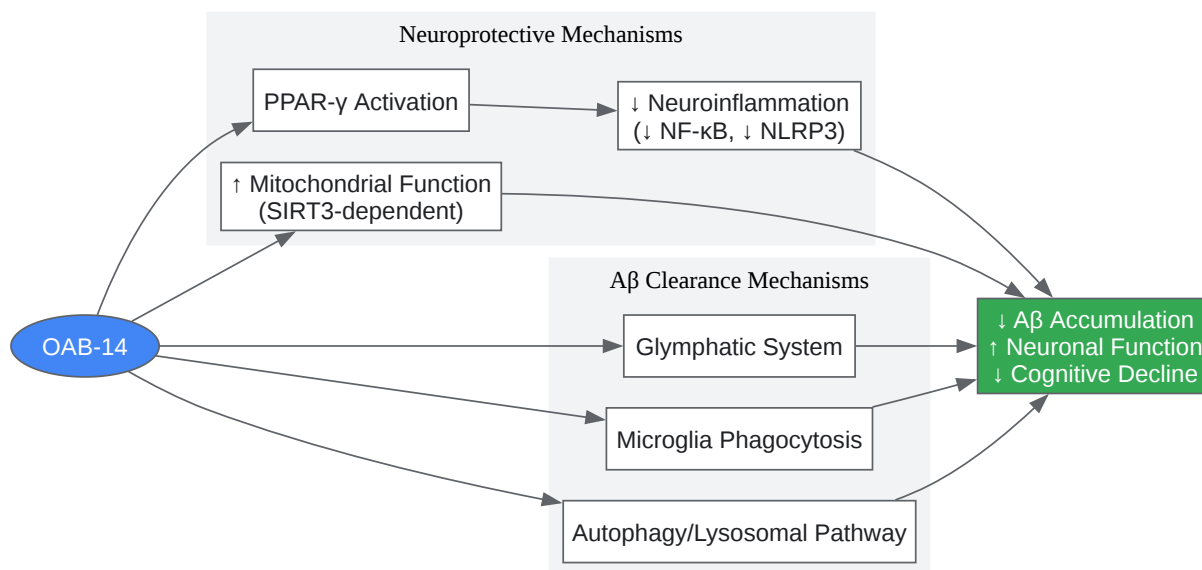 Neuroprotective Mechanisms
PPAR-γ Activation
↓ Neuroinflammation
(↓ NF-κB, ↓ NLRP3)
↑ Mitochondrial Function
(SIRT3-dependent)
Aβ Clearance Mechanisms
OAB-14
Glymphatic System
↓ Aβ Accumulation
↑ Neuronal Function
↓ Cognitive Decline
Microglia Phagocytosis
Autophagy/Lysosomal Pathway